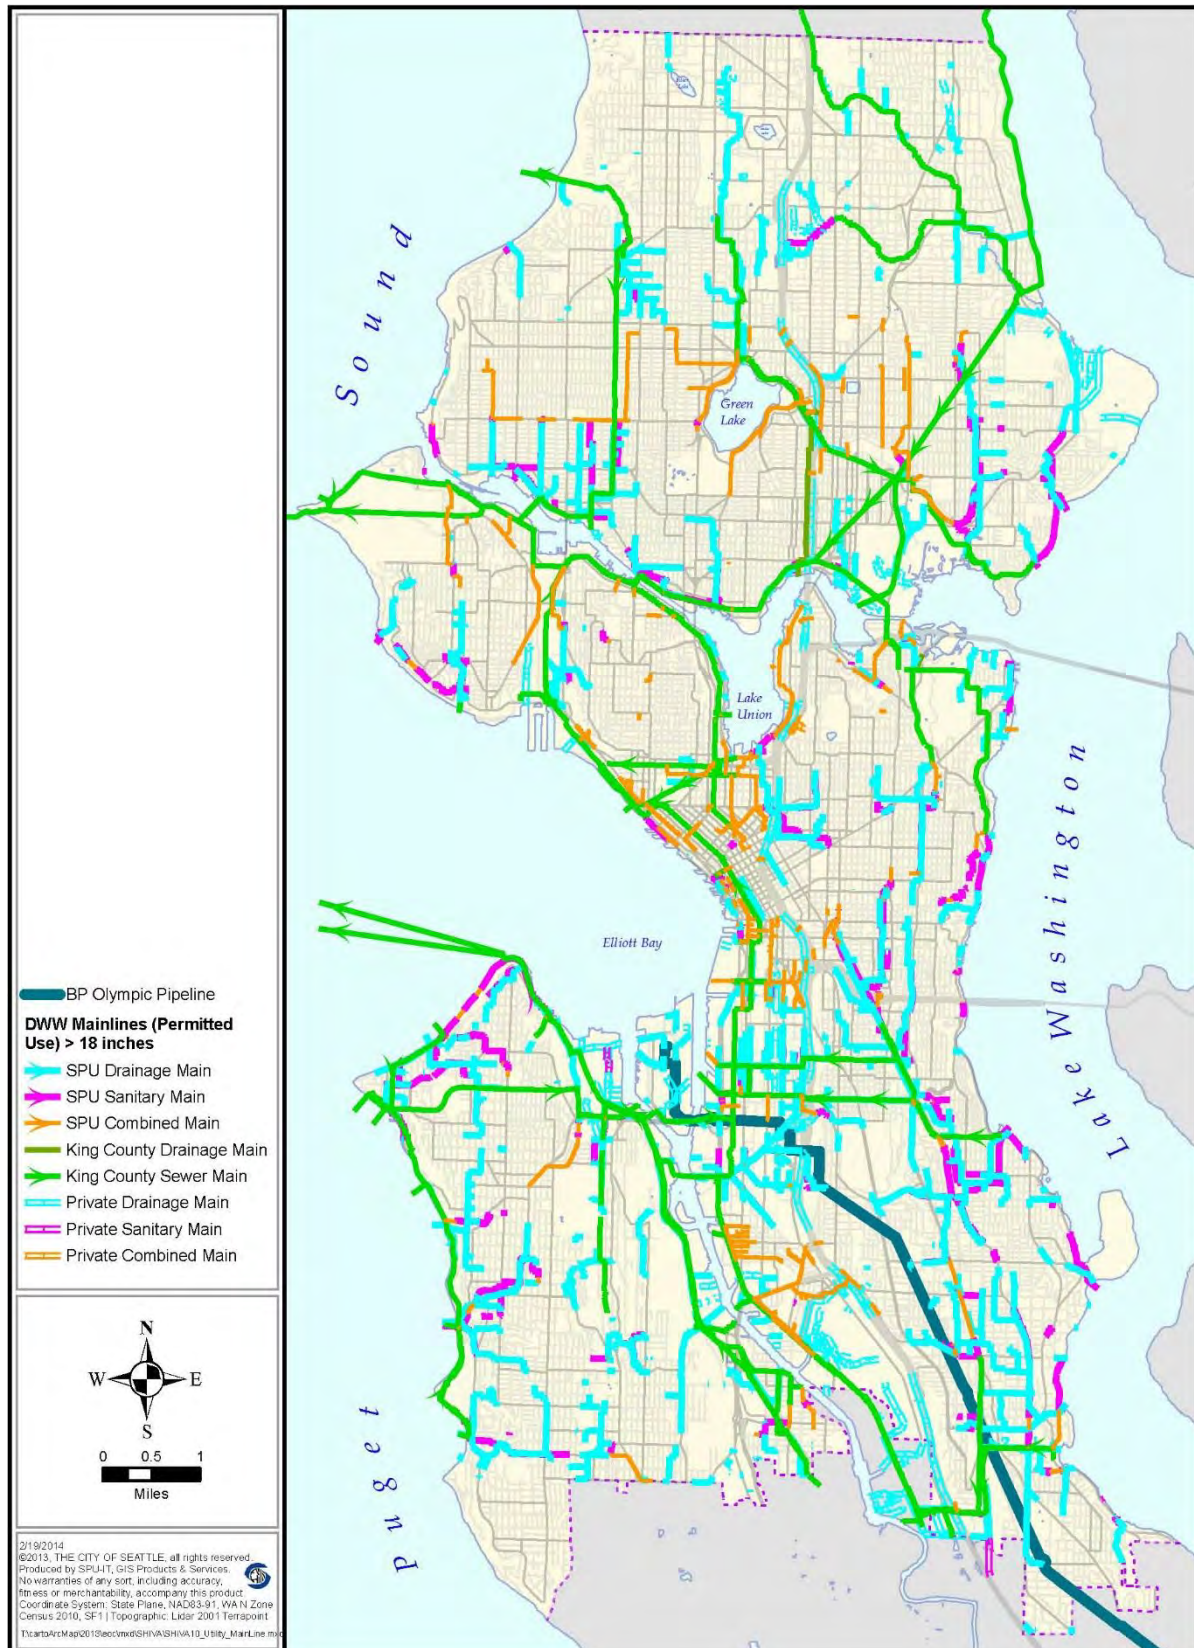 BP Olympic Pipeline
DWW Mainlines (Permitted
Use) > 18 inches
SPU Drainage Main
SPU Sanitary Main
SPU Combined Main
King County Drainage Main
King County Sewer Main
Private Drainage Main
Private Sanitary Main
Private Combined Main
N
W E
S
0 0.5 1
Miles
2/19/2014
©2013, THE CITY OF SEATTLE, all rights reserved.
Produced by SPU-IT, GIS Products & Services.
No warranties of any sort, including accuracy,
fitness or merchantability, accompany this product.
Coordinate System: State Plane, NAD83-91, WA N Zone
Census 2010, SF1 | Topographic: Lidar 2001 Terrapoint
Puget Sound
Green
Lake
Lake
Union
Elliott Bay
Lake Washington